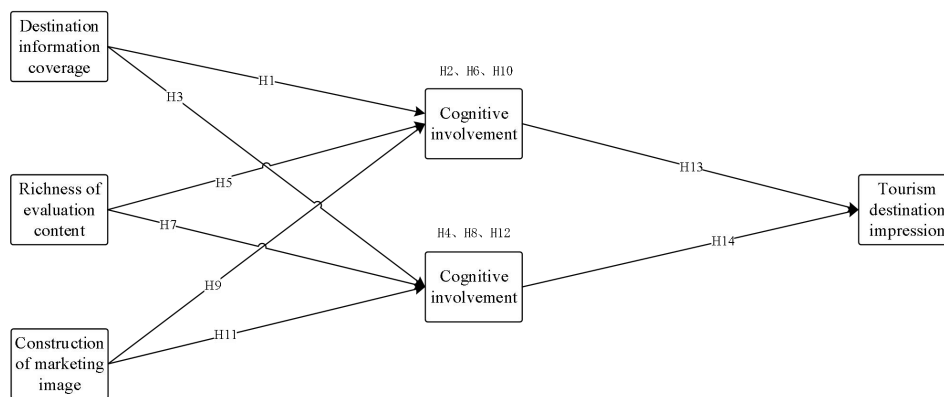 Destination
information
coverage
H1
H3
H2、H6、H10
Cognitive
involvement
H13
Richness of
evaluation
content
H5
H7
Tourism
destination
impression
H4、H8、H12
Cognitive
involvement
H14
H9
H11
Construction
of marketing
image